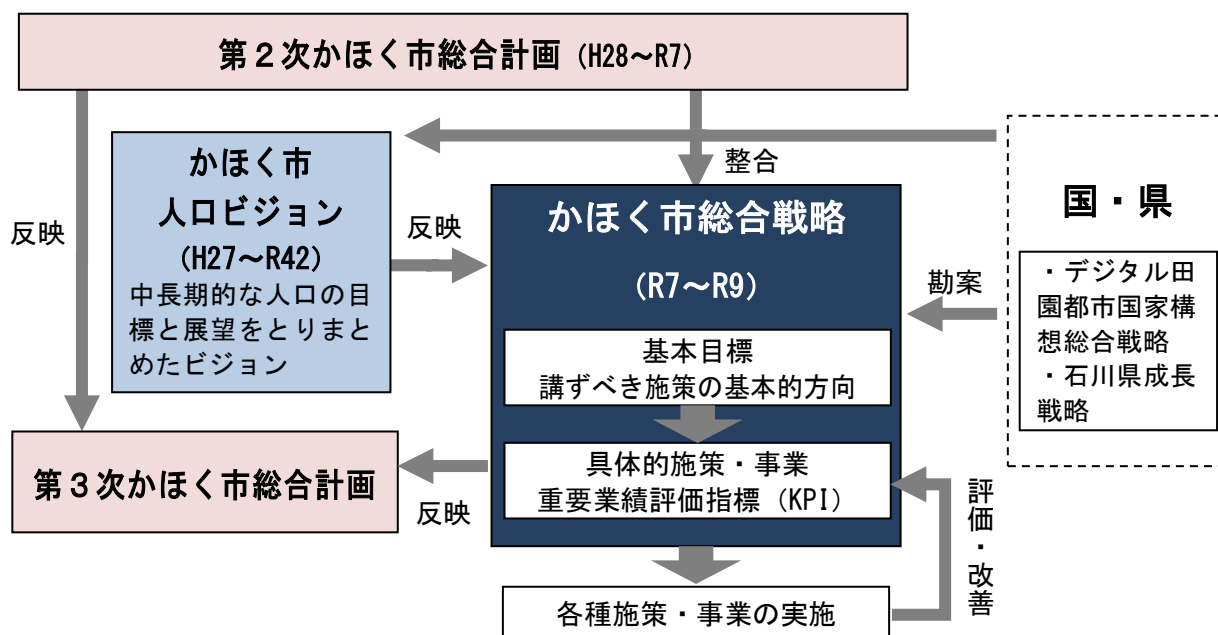 第２次かほく市総合計画（H28～R7）
かほく市
人口ビジョン
（H27～R42）
中長期的な人口の目
標と展望をとりまと
めたビジョン
反映
反映
整合
かほく市総合戦略
（R7～R9）
基本目標
講ずべき施策の基本的方向
具体的施策・事業
重要業績評価指標（KPI）
勘案
国・県
・デジタル田
園都市国家構
想総合戦略
・石川県成長
戦略
第３次かほく市総合計画
反映
評価・改善
各種施策・事業の実施